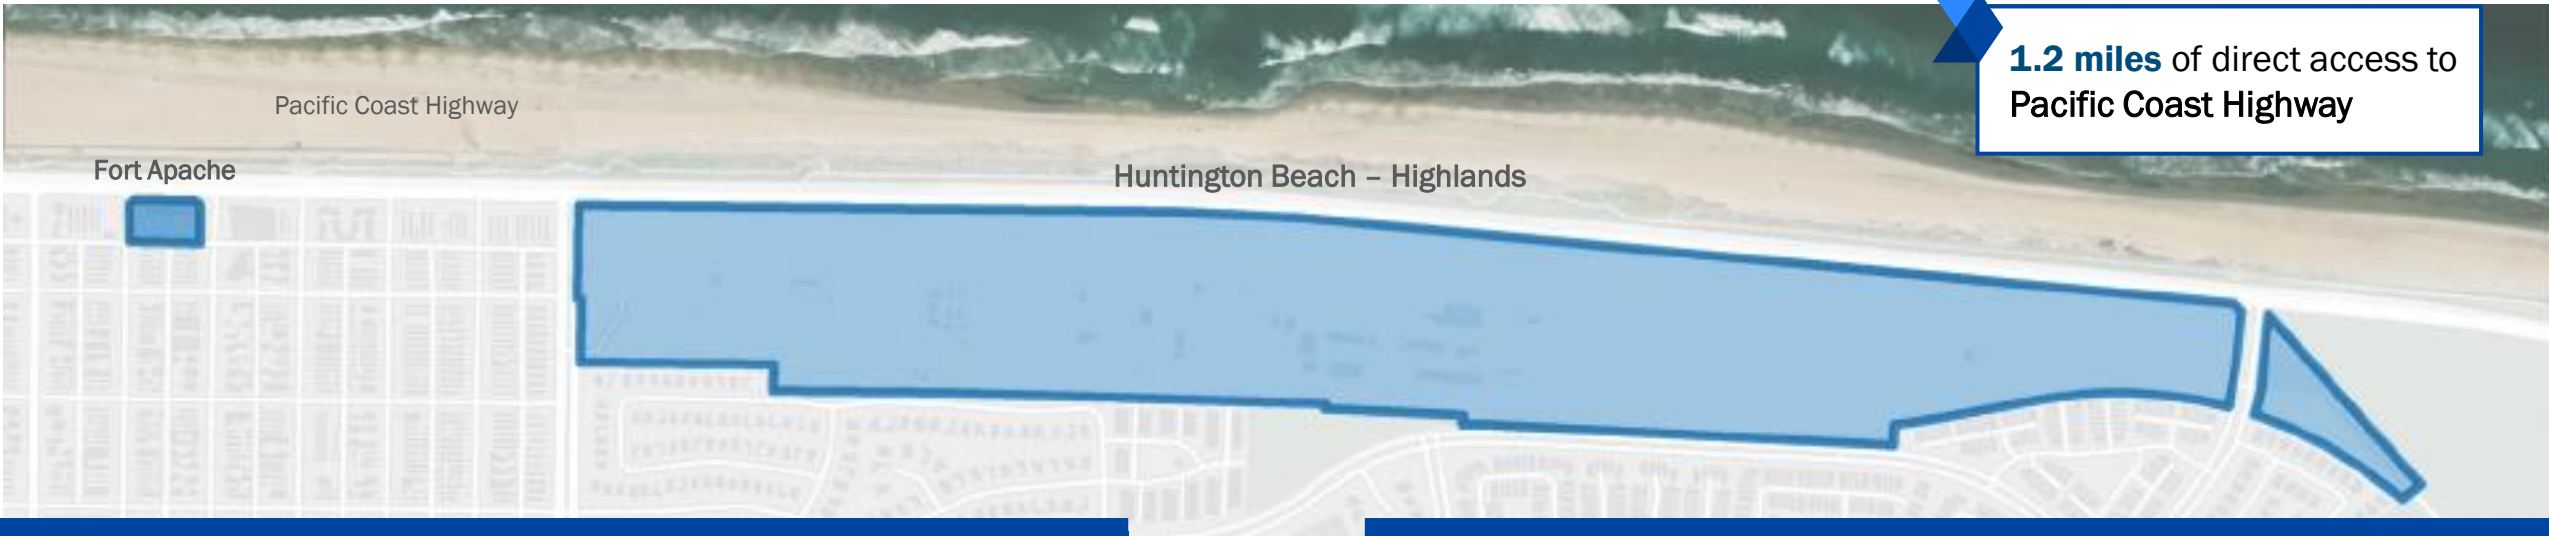 1.2 miles of direct access to
Pacific Coast Highway
Pacific Coast Highway
Fort Apache
Huntington Beach – Highlands